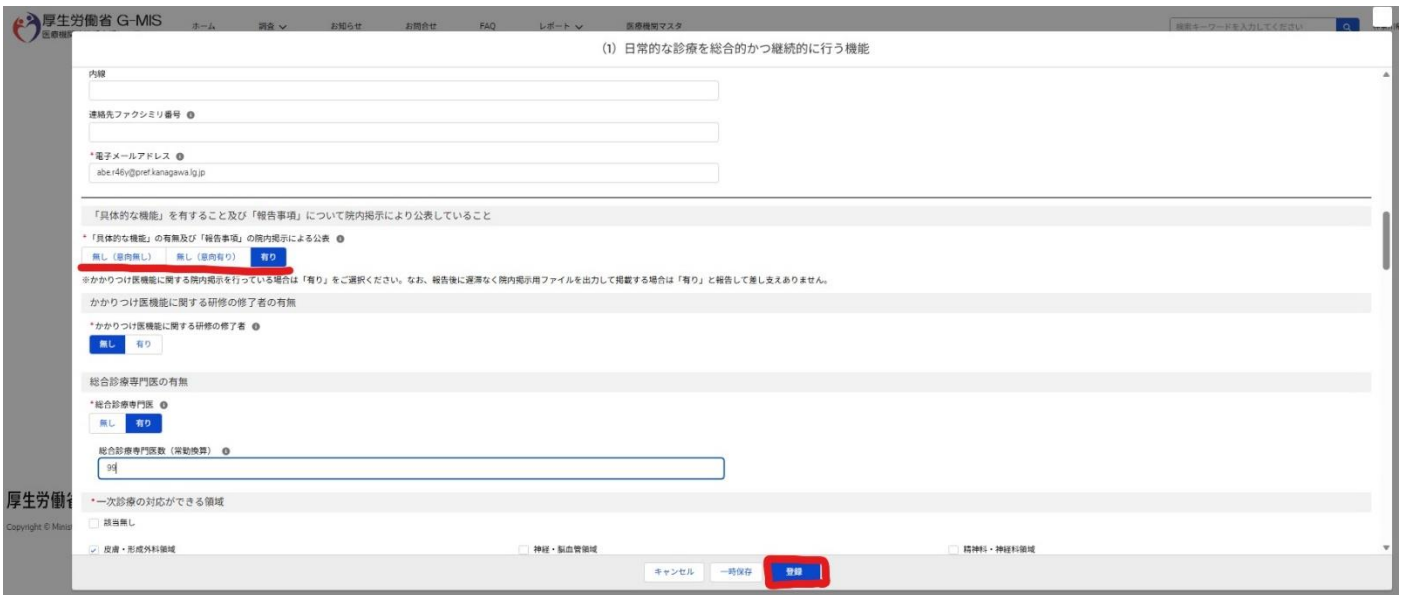 厚生労働省 G-MIS
ホーム 調査 お知らせ お問合せ FAQ レポート 医療機関マスタ
検索キーワードを入力してください
医療機関
(1) 日常的な診療を総合的かつ継続的に行う機能
内線
連絡先ファクシミリ番号
*電子メールアドレス
abe.r46y@pref.kanagawa.lg.jp
「具体的な機能」を有すること及び「報告事項」について院内掲示により公表していること
*「具体的な機能」の有無及び「報告事項」の院内掲示による公表
無し(意向無し) 無し(意向有り) 有り
※かかりつけ医機能に関する院内掲示を行っている場合は「有り」をご選択ください。なお、報告後に遅滞なく院内掲示用ファイルを出力して掲載する場合は「有り」と報告して差し支えありません。
かかりつけ医機能に関する研修の修了者の有無
*かかりつけ医機能に関する研修の修了者
無し 有り
総合診療専門医の有無
*総合診療専門医
無し 有り
総合診療専門医数(常勤換算)
99
厚生労働省
*一次診療の対応ができる領域
該当無し
Copyright ©
皮膚・形成外科領域 神経・脳血管領域 精神科・神経科領域
キャンセル 一時保存 登録